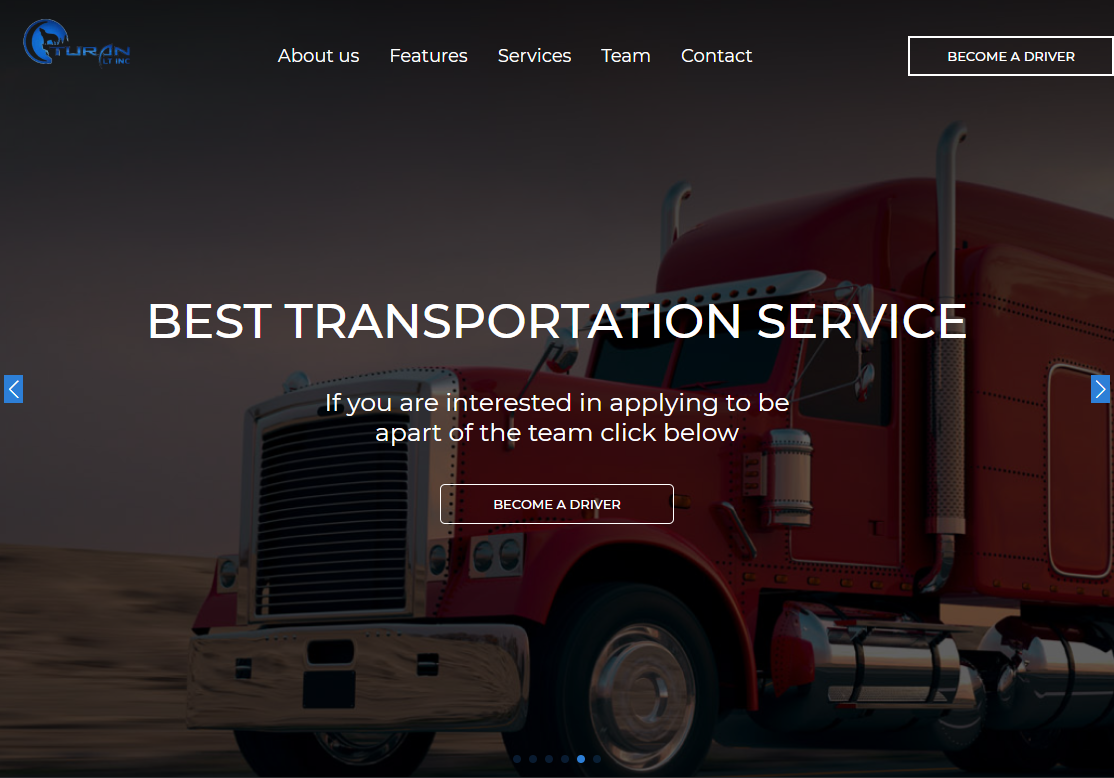 TURAN
LT INC
About us
Features
Services
Team
Contact
BECOME A DRIVER
BEST TRANSPORTATION SERVICE
If you are interested in applying to be
apart of the team click below
BECOME A DRIVER